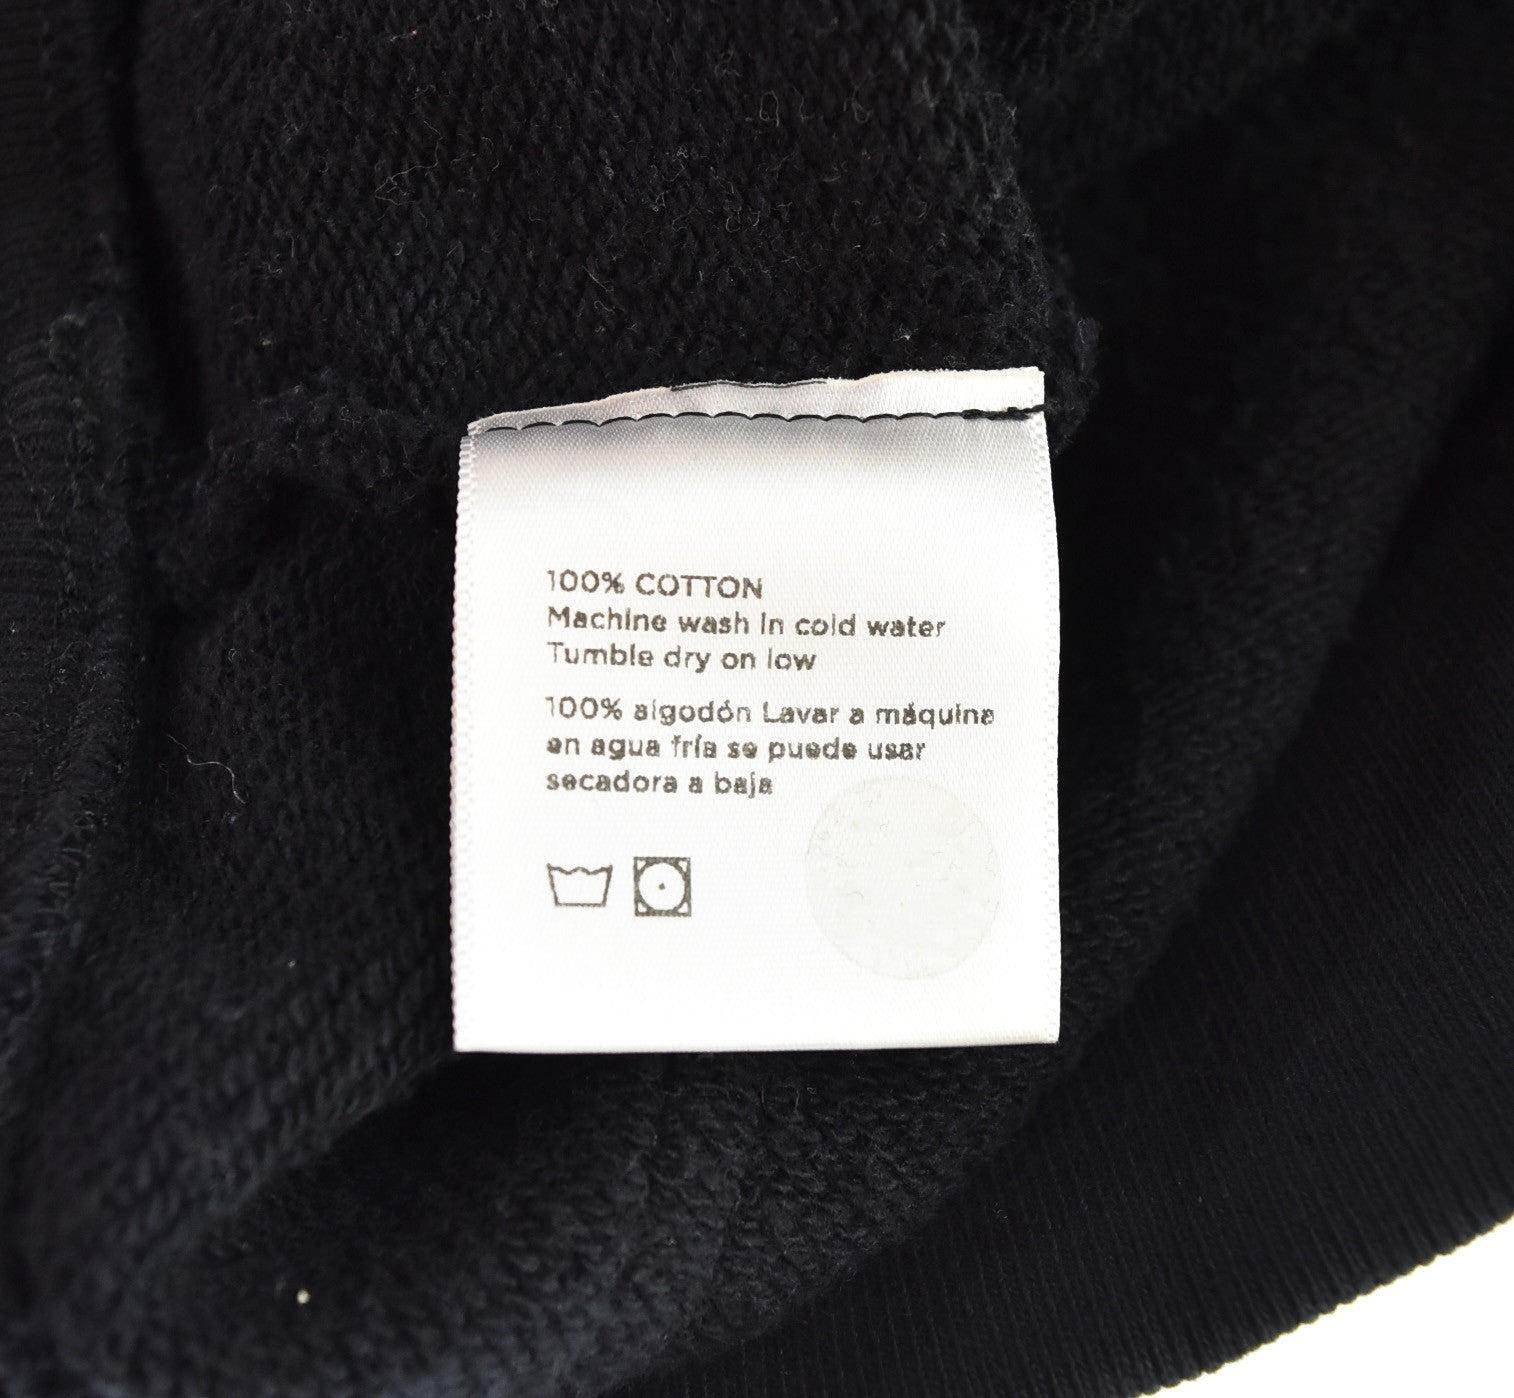 100% COTTON
Machine wash in cold water
Tumble dry on low
100% algodón Lavar a máquina
en agua fría se puede usar
secadora a baja